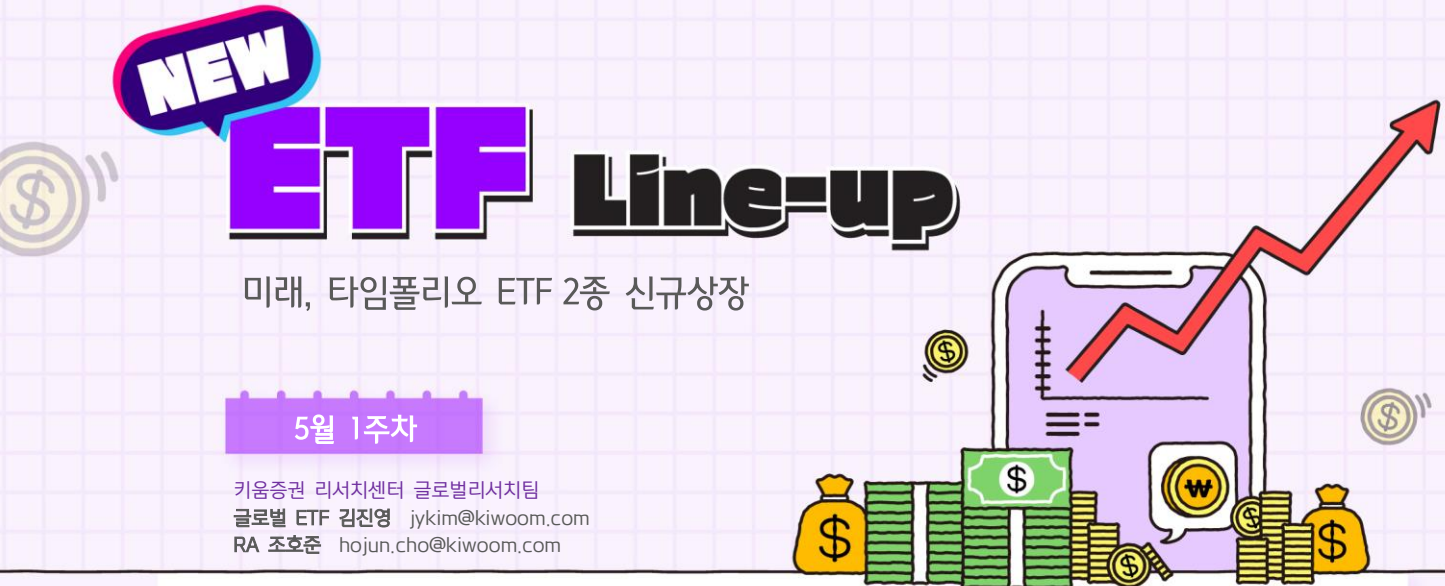 NEW
ETF Line-up
미래, 타임폴리오 ETF 2종 신규상장
5월 1주차
키움증권 리서치센터 글로벌리서치팀
글로벌 ETF 김진영 jykim@kiwoom.com
RA 조호준 hojun.cho@kiwoom.com
$
$
$
$
₩
$
$
$
$